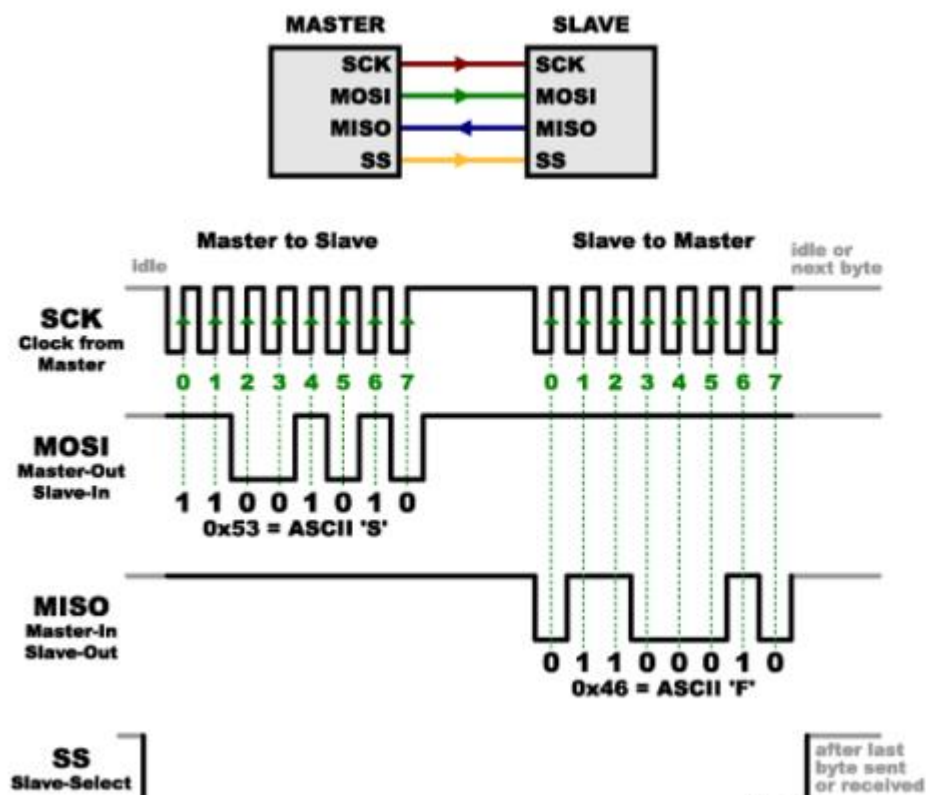 MASTER SLAVE
SCK SCK
MOSI MOSI
MISO MISO
SS SS
Master to Slave Slave to Master
idle
idle or
next byte
SCK
Clock from
Master
0 1 2 3 4 5 6 7 0 1 2 3 4 5 6 7
MOSI
Master-Out
Slave-In
1 1 0 0 1 0 1 0
0x53 = ASCII 'S'
MISO
Master-In
Slave-Out
0 1 1 0 0 0 1 0
0x46 = ASCII 'F'
SS
Slave-Select
after last
byte sent
or received